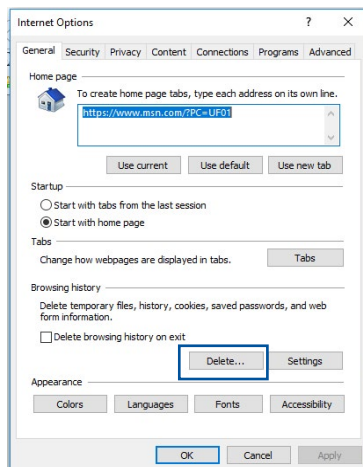 Internet Options ? X
General Security Privacy Content Connections Programs Advanced
Home page
To create home page tabs, type each address on its own line.
https://www.msn.com/?PC=UF01
Use current Use default Use new tab
Startup
Start with tabs from the last session
Start with home page
Tabs
Change how webpages are displayed in tabs. Tabs
Browsing history
Delete temporary files, history, cookies, saved passwords, and web
form information.
Delete browsing history on exit
Delete... Settings
Appearance
Colors Languages Fonts Accessibility
OK Cancel Apply